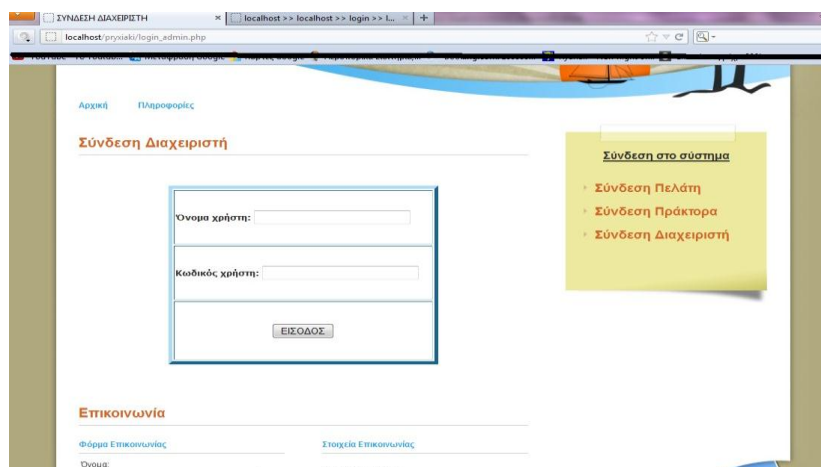 ΣΥΝΔΕΣΗ ΔΙΑΧΕΙΡΙΣΤΗ
localhost >> localhost >> login >> l...
localhost/pryxiaki/login_admin.php
Αρχική Πληροφορίες
Σύνδεση Διαχειριστή
Όνομα χρήστη:
Κωδικός χρήστη:
ΕΙΣΟΔΟΣ
Σύνδεση στο σύστημα
Σύνδεση Πελάτη
Σύνδεση Πράκτορα
Σύνδεση Διαχειριστή
Επικοινωνία
Φόρμα Επικοινωνίας Στοιχεία Επικοινωνίας
Όνομα: